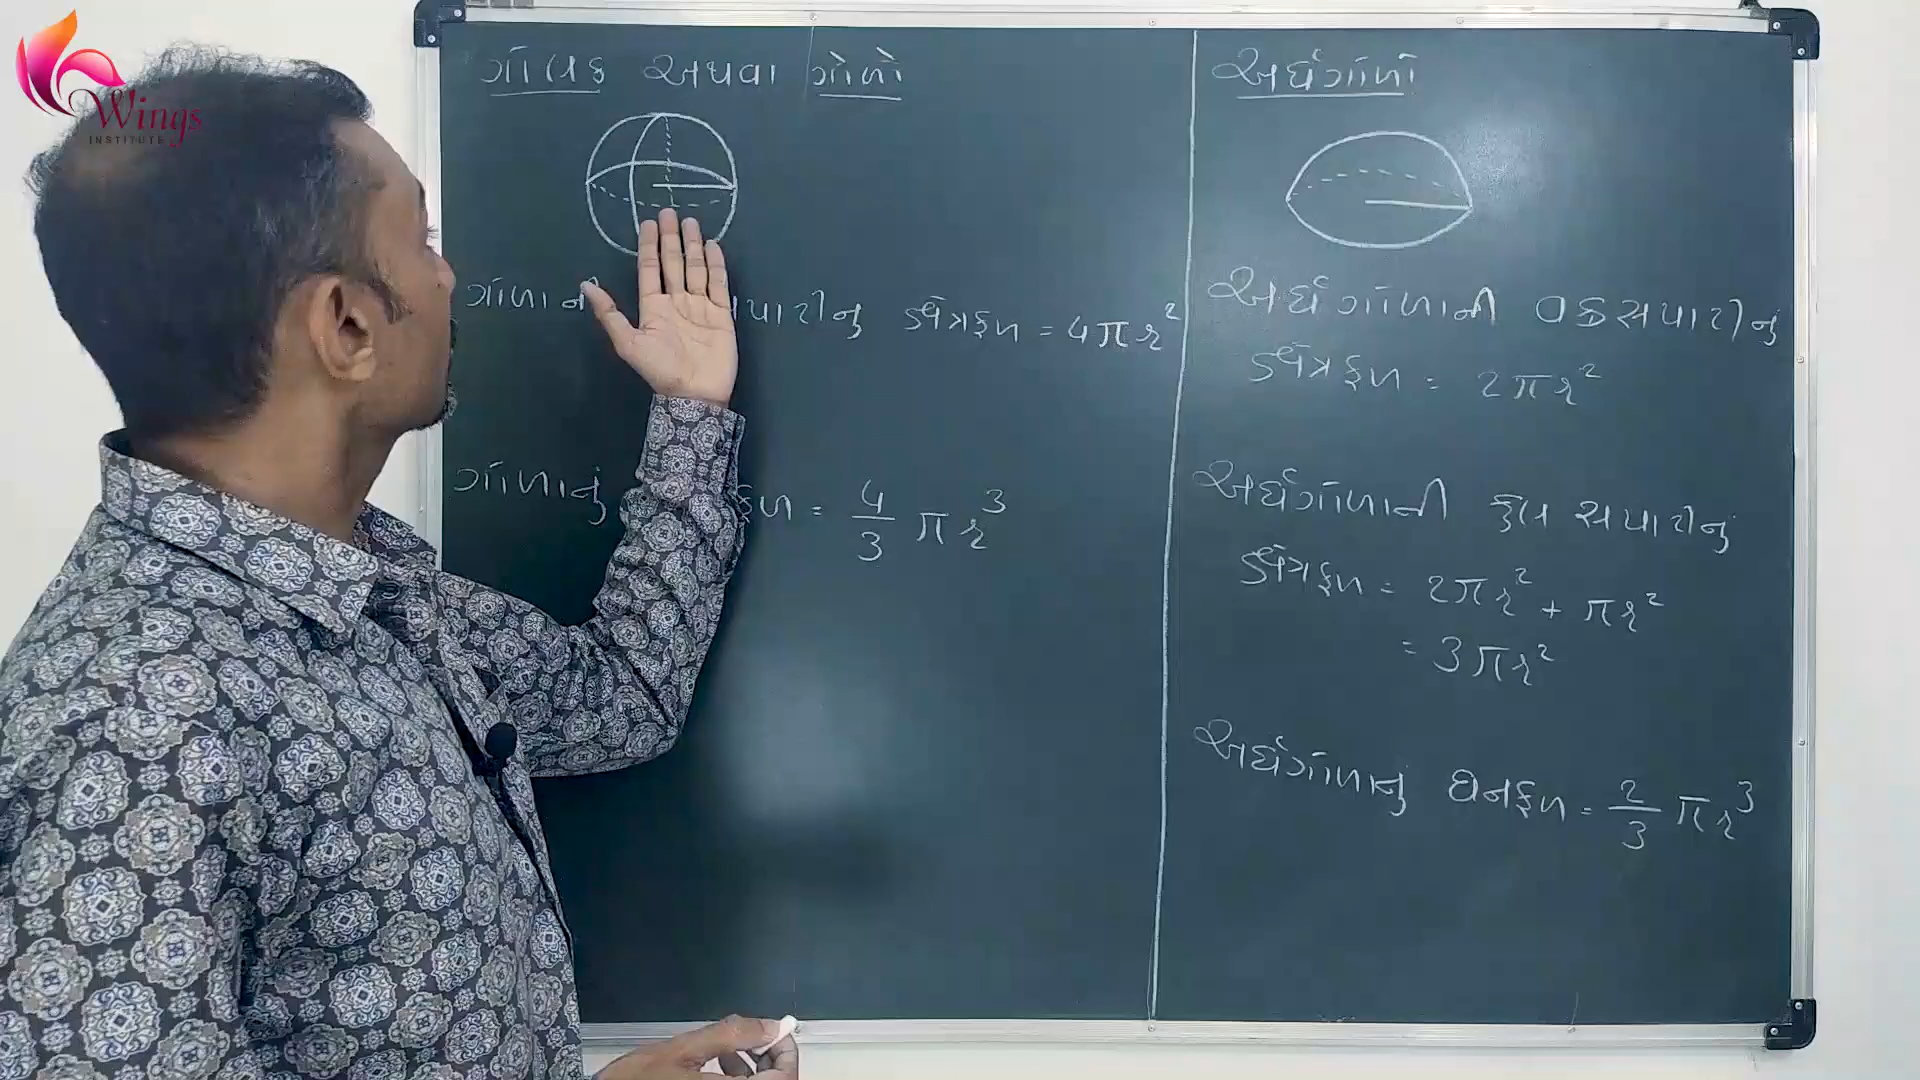 Wings
INSTITUTE
ગોલક અથવા ગોળો
ગોળાની સપાટીનું ક્ષેત્રફળ = 4πr²
ગોળાનું = 4/3 πr³
અર્ધગોળો
અર્ધગોળાની વક્રસપાટીનું
ક્ષેત્રફળ = 2πr²
અર્ધગોળાની કુલ સપાટીનું
ક્ષેત્રફળ = 2πr² + πr²
= 3πr²
અર્ધગોળાનું ઘનફળ = 2/3 πr³